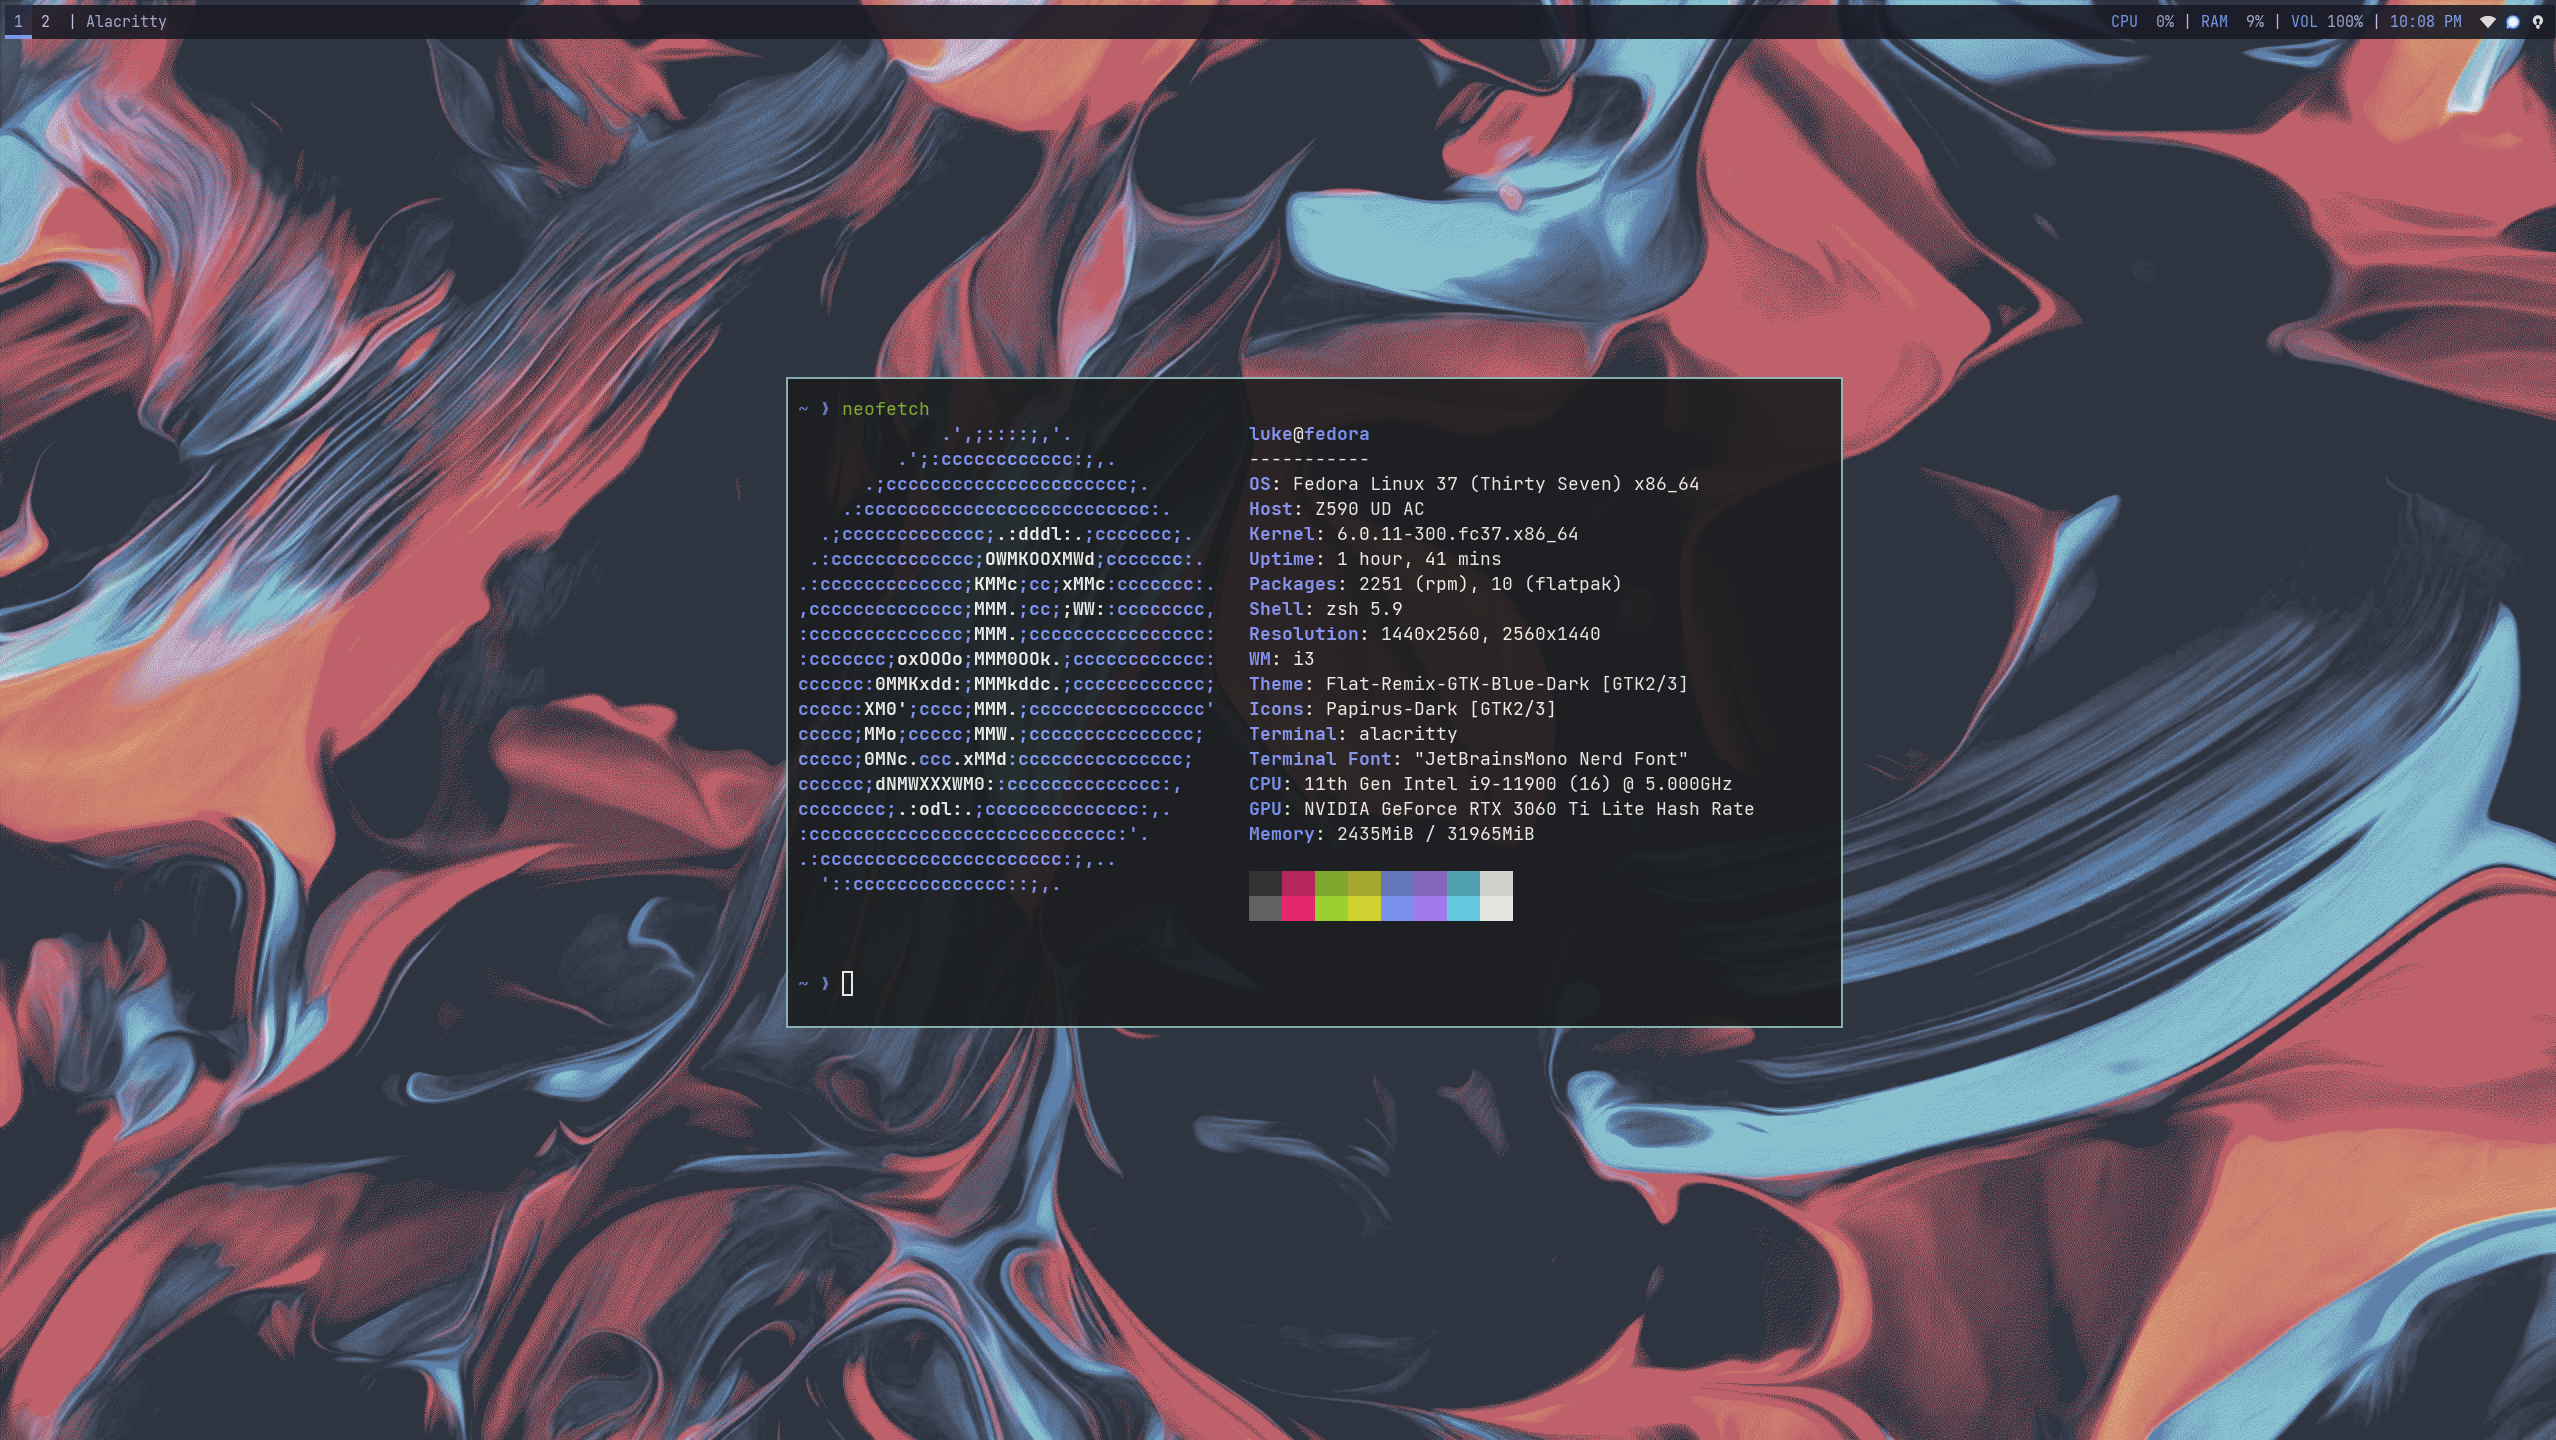 1 2 | Alacritty
CPU 0% | RAM 9% | VOL 100% | 10:08 PM
~ ❯ neofetch
.',;::::;,'.
.';:cccccccccccc:;,.
.;cccccccccccccccccccccc;.
.:cccccccccccccccccccccccccc:.
.;ccccccccccccc;.:dddl:.;ccccccc;.
.:ccccccccccccc;OWMKOOXMWd;ccccccc:.
.:ccccccccccccc;KMMc;cc;xMMc:ccccccc:.
,cccccccccccccc;MMM.;cc;;WW::cccccccc,
:cccccccccccccc;MMM.;cccccccccccccccc:
:ccccccc;oxOOOo;MMM0OOk.;cccccccccccc:
cccccc:0MMKxdd:;MMMkddc.;cccccccccccc;
ccccc:XM0';cccc;MMM.;cccccccccccccccc'
ccccc;MMo;ccccc;MMW.;ccccccccccccccc;
ccccc;0MNc.ccc.xMMd:ccccccccccccccc;
cccccc;dNMWXXXWM0::cccccccccccccc:,
cccccccc;.:odl:.;cccccccccccccc:,.
:cccccccccccccccccccccccccccc:'.
.:cccccccccccccccccccccc:;,..
'::cccccccccccccc::;,.
luke@fedora
-----------
OS: Fedora Linux 37 (Thirty Seven) x86_64
Host: Z590 UD AC
Kernel: 6.0.11-300.fc37.x86_64
Uptime: 1 hour, 41 mins
Packages: 2251 (rpm), 10 (flatpak)
Shell: zsh 5.9
Resolution: 1440x2560, 2560x1440
WM: i3
Theme: Flat-Remix-GTK-Blue-Dark [GTK2/3]
Icons: Papirus-Dark [GTK2/3]
Terminal: alacritty
Terminal Font: "JetBrainsMono Nerd Font"
CPU: 11th Gen Intel i9-11900 (16) @ 5.000GHz
GPU: NVIDIA GeForce RTX 3060 Ti Lite Hash Rate
Memory: 2435MiB / 31965MiB
~ ❯